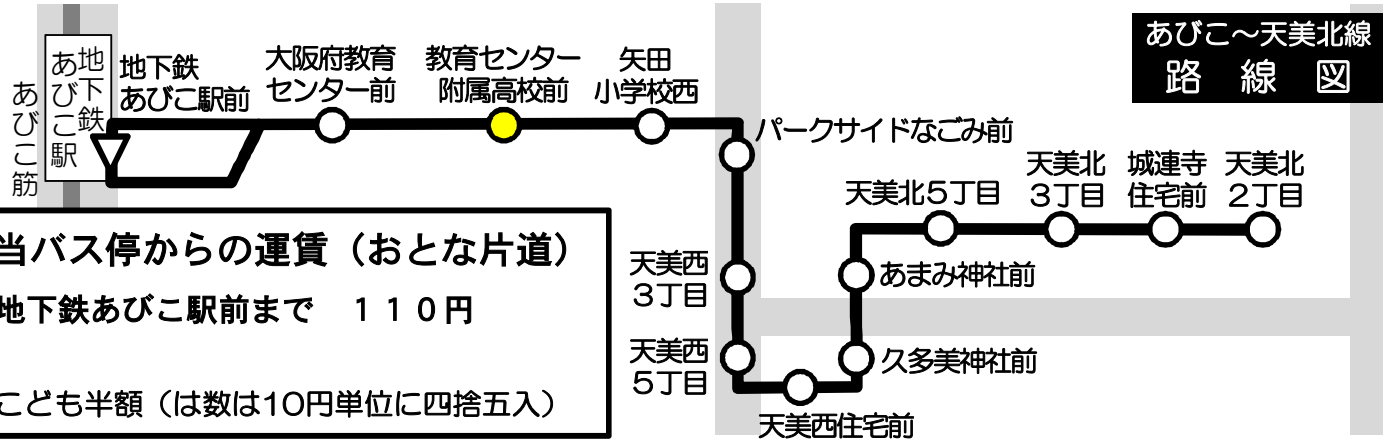 あびこ～天美北線
路線図
あびこ筋
地下鉄
あびこ駅
地下鉄
あびこ駅前
大阪府教育
センター前
教育センター
附属高校前
矢田
小学校西
パークサイドなごみ前
天美西
3丁目
天美西
5丁目
天美西住宅前
久多美神社前
あまみ神社前
天美北5丁目
天美北
3丁目
城連寺
住宅前
天美北
2丁目
当バス停からの運賃（おとな片道）
地下鉄あびこ駅前まで　１１０円
こども半額（は数は10円単位に四捨五入）